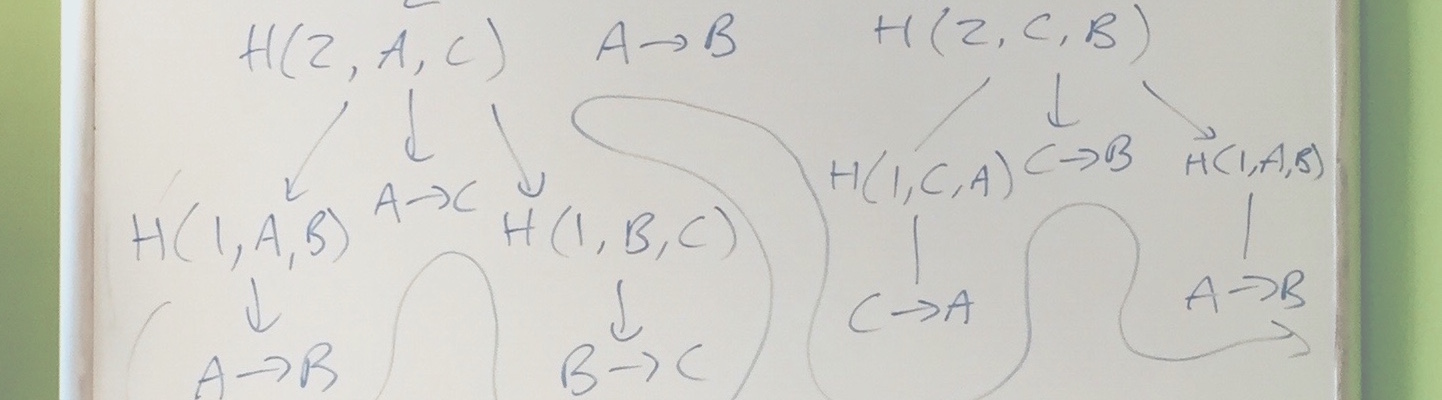 H(2, A, C) A→B H(2, C, B)
H(1, C, A) C→B H(1, A, B)
H(1, A, B) A→C H(1, B, C)
C→A A→B
A→B B→C